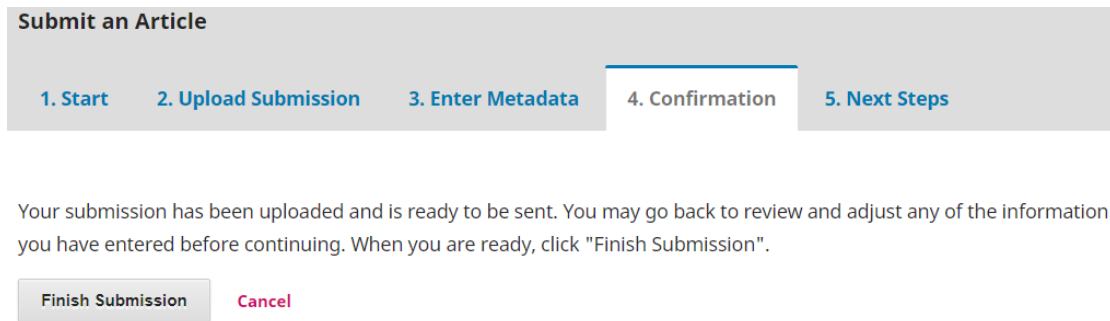 Submit an Article
1. Start 2. Upload Submission 3. Enter Metadata 4. Confirmation 5. Next Steps
Your submission has been uploaded and is ready to be sent. You may go back to review and adjust any of the information
you have entered before continuing. When you are ready, click "Finish Submission".
Finish Submission Cancel